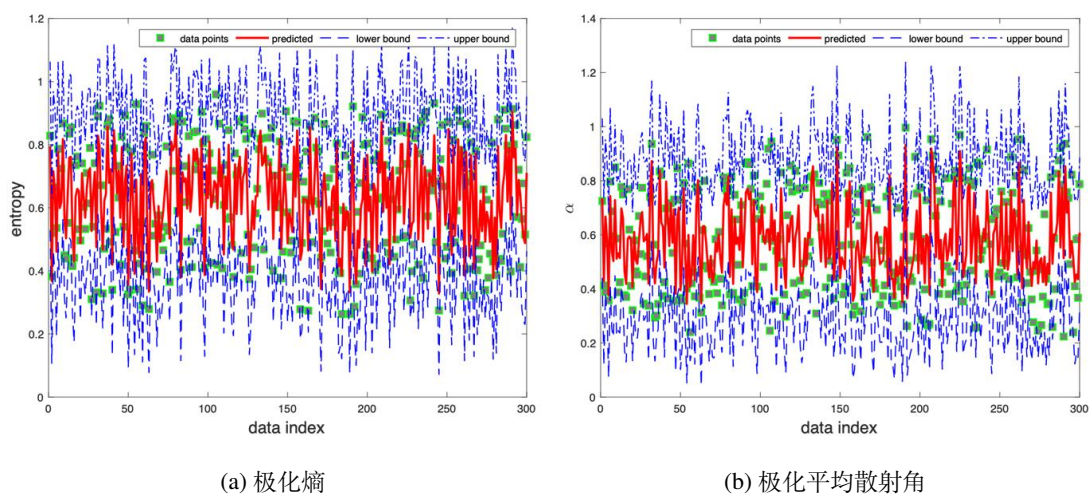 data points predicted lower bound upper bound
1.2
1
0.8
0.6
0.4
0.2
0
entropy
0 50 100 150 200 250 300
data index
(a) 极化熵
data points predicted lower bound upper bound
1.4
1.2
1
0.8
0.6
0.4
0.2
0
α
0 50 100 150 200 250 300
data index
(b) 极化平均散射角